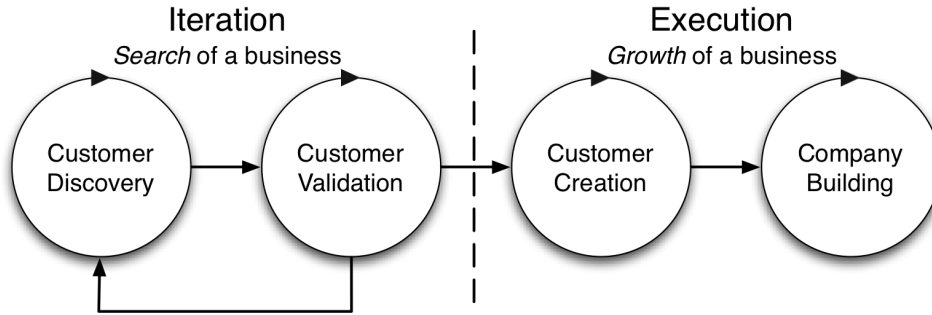 Iteration
Search of a business
Execution
Growth of a business
Customer
Discovery
Customer
Validation
Customer
Creation
Company
Building